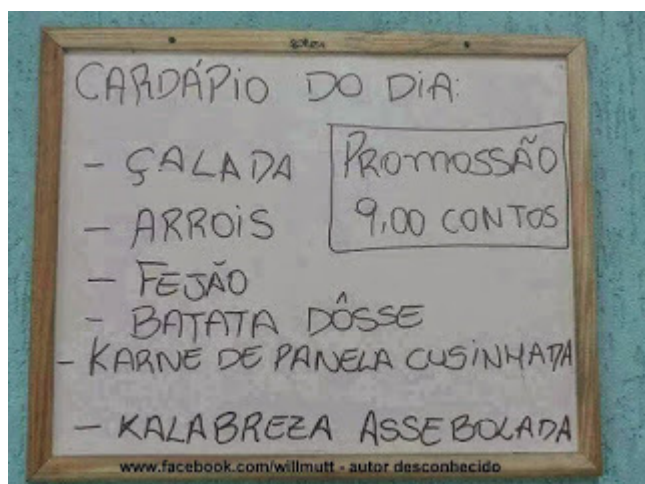 CARDÁPIO DO DIA:
- ÇALADA
PROMOSSÃO
9,00 CONTOS
- ARROIS
- FEJÃO
- BATATA DÔSSE
- KARNE DE PANELA CUSINHADA
- KALABREZA ASSEBOLADA
www.facebook.com/willmutt - autor desconhecido